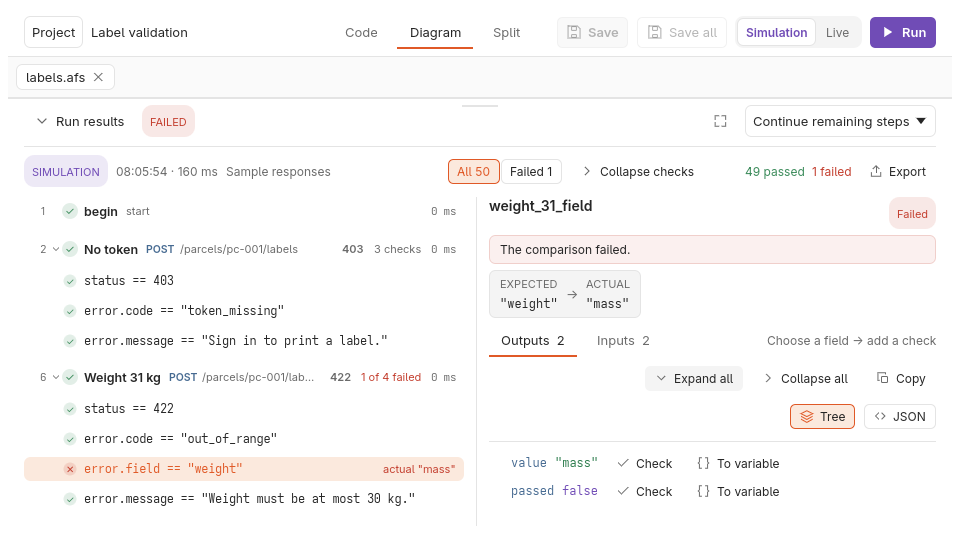 Project Label validation Code Diagram Split Save Save all Simulation Live Run
labels.afs
Run results FAILED Continue remaining steps
SIMULATION 08:05:54 · 160 ms Sample responses All 50 Failed 1 Collapse checks 49 passed 1 failed Export
1 begin start 0 ms
2 No token POST /parcels/pc-001/labels 403 3 checks 0 ms
status == 403
error.code == "token_missing"
error.message == "Sign in to print a label."
6 Weight 31 kg POST /parcels/pc-001/lab... 422 1 of 4 failed 0 ms
status == 422
error.code == "out_of_range"
error.field == "weight" actual "mass"
error.message == "Weight must be at most 30 kg."
weight_31_field Failed
The comparison failed.
EXPECTED → ACTUAL
"weight" "mass"
Outputs 2 Inputs 2 Choose a field → add a check
Expand all Collapse all Copy
Tree JSON
value "mass" Check {} To variable
passed false Check {} To variable